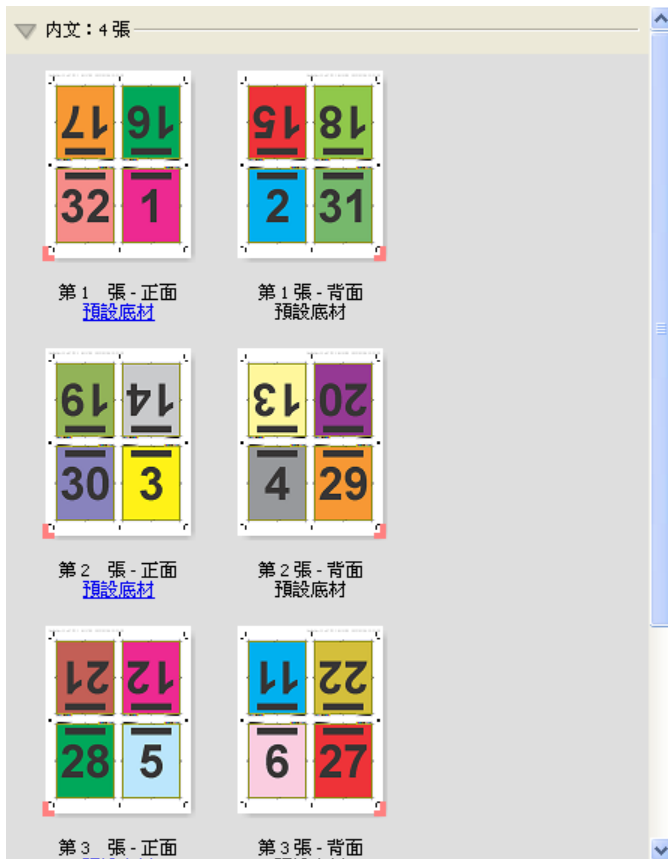 內文：4 張
17 16
32 1
15 18
2 31
第 1 張 - 正面
預設底材
第 1 張 - 背面
預設底材
19 14
30 3
13 20
4 29
第 2 張 - 正面
預設底材
第 2 張 - 背面
預設底材
21 12
28 5
11 22
6 27
第 3 張 - 正面
第 3 張 - 背面